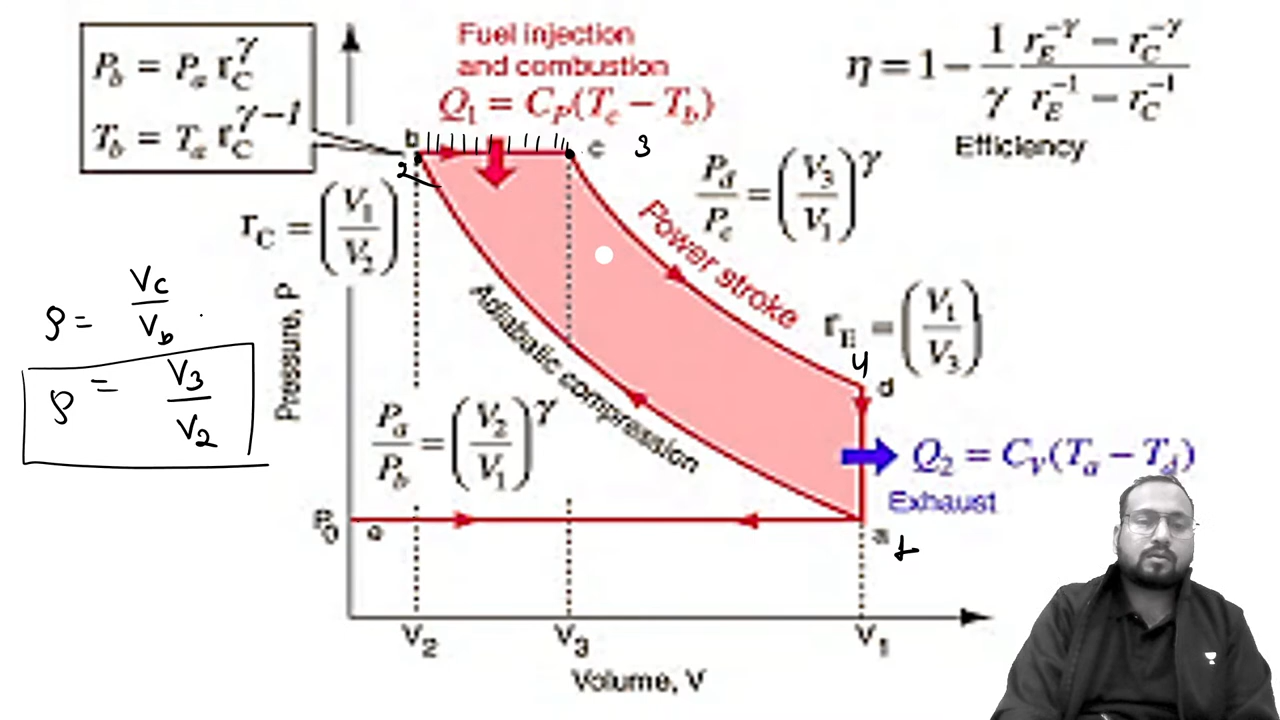 P_b = P_a r_C^γ
T_b = T_a r_C^{γ-1}
Fuel injection
and combustion
Q_1 = C_P(T_c − T_b)
η = 1 − \frac{1}{γ} \frac{r_E^{-γ} − r_C^{-γ}}{r_E^{-1} − r_C^{-1}}
Efficiency
b
c
3
2
r_C = (V_1/V_2)
P_d/P_c = (V_3/V_1)^γ
Power stroke
ρ = V_c/V_b
ρ = V_3/V_2
Pressure, P
Adiabatic compression
r_E = (V_1/V_3)
4
d
P_a/P_b = (V_2/V_1)^γ
Q_2 = C_V(T_a − T_d)
Exhaust
P_0
e
a
1
V_2
V_3
V_1
Volume, V